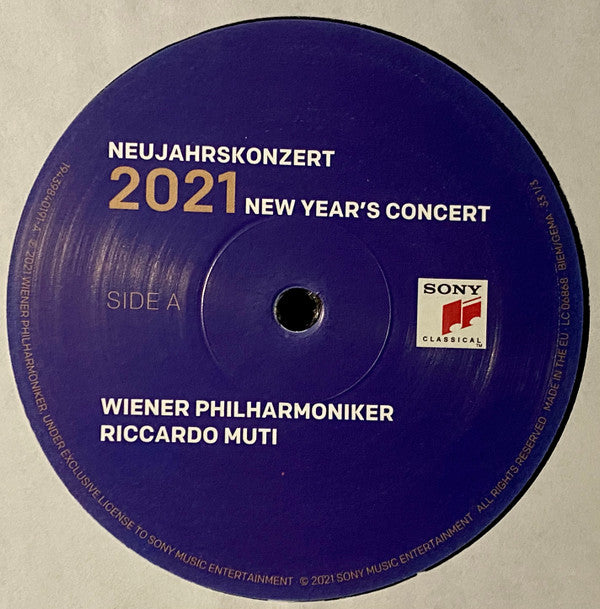 NEUJAHRSKONZERT
2021 NEW YEAR'S CONCERT
SIDE A
SONY
CLASSICAL
TM
WIENER PHILHARMONIKER
RICCARDO MUTI
19439840191-A ℗ 2021 WIENER PHILHARMONIKER, UNDER EXCLUSIVE LICENSE TO SONY MUSIC ENTERTAINMENT © 2021 SONY MUSIC ENTERTAINMENT ALL RIGHTS RESERVED MADE IN THE EU LC 06868 BIEM/GEMA 33 1/3